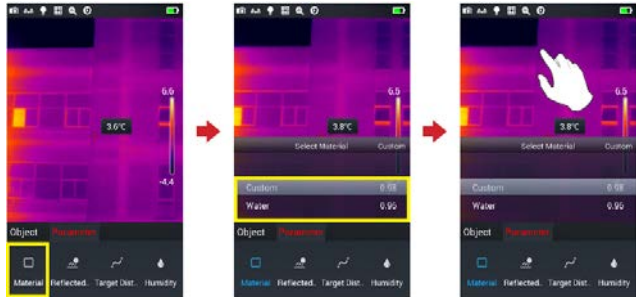 6.6
3.6°C
-4.4
Object Parameter
Material Reflected.. Target Dist.. Humidity
6.5
3.8°C
Select Material Custom
Custom 0.98
Water 0.96
Object Parameter
Material Reflected.. Target Dist.. Humidity
6.5
3.8°C
Select Material Custom
Custom 0.98
Water 0.96
Object Parameter
Material Reflected.. Target Dist.. Humidity